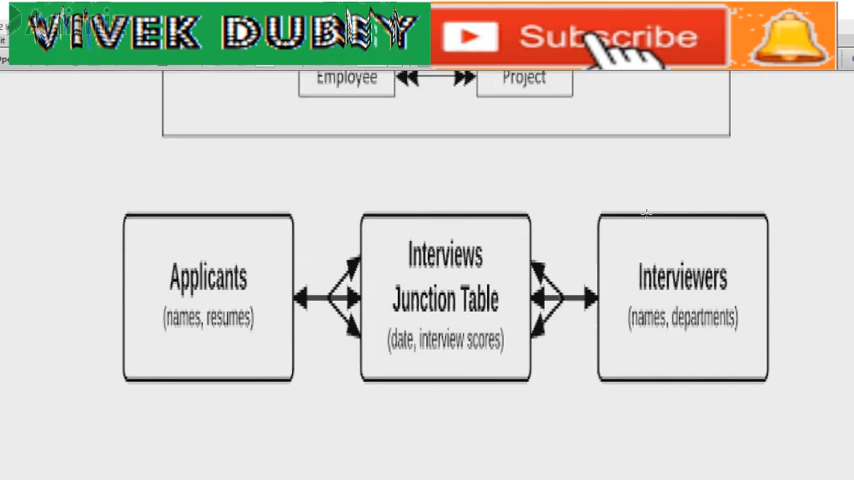 VIVEK DUBEY
Subscribe
Employee
Project
Applicants
(names, resumes)
Interviews
Junction Table
(date, interview scores)
Interviewers
(names, departments)